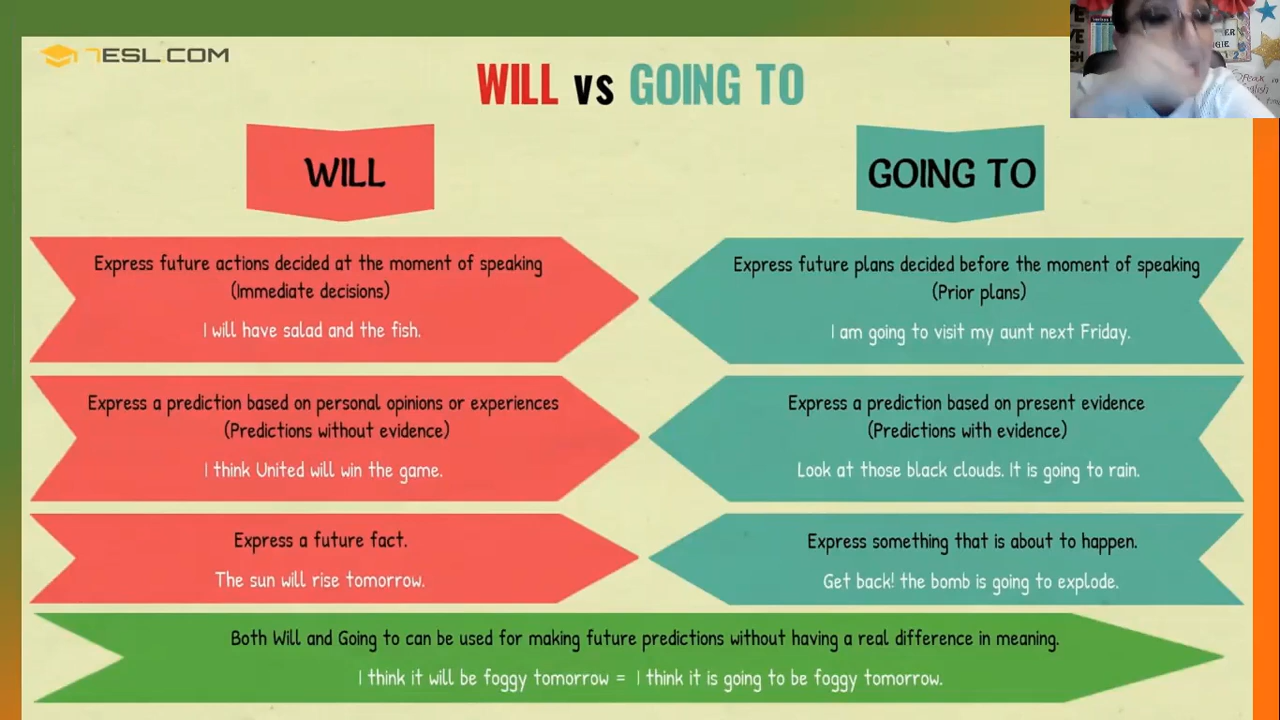 7ESL.COM
WILL vs GOING TO
WILL
Express future actions decided at the moment of speaking
(Immediate decisions)
I will have salad and the fish.
Express a prediction based on personal opinions or experiences
(Predictions without evidence)
I think United will win the game.
Express a future fact.
The sun will rise tomorrow.
GOING TO
Express future plans decided before the moment of speaking
(Prior plans)
I am going to visit my aunt next Friday.
Express a prediction based on present evidence
(Predictions with evidence)
Look at those black clouds. It is going to rain.
Express something that is about to happen.
Get back! the bomb is going to explode.
Both Will and Going to can be used for making future predictions without having a real difference in meaning.
I think it will be foggy tomorrow = I think it is going to be foggy tomorrow.